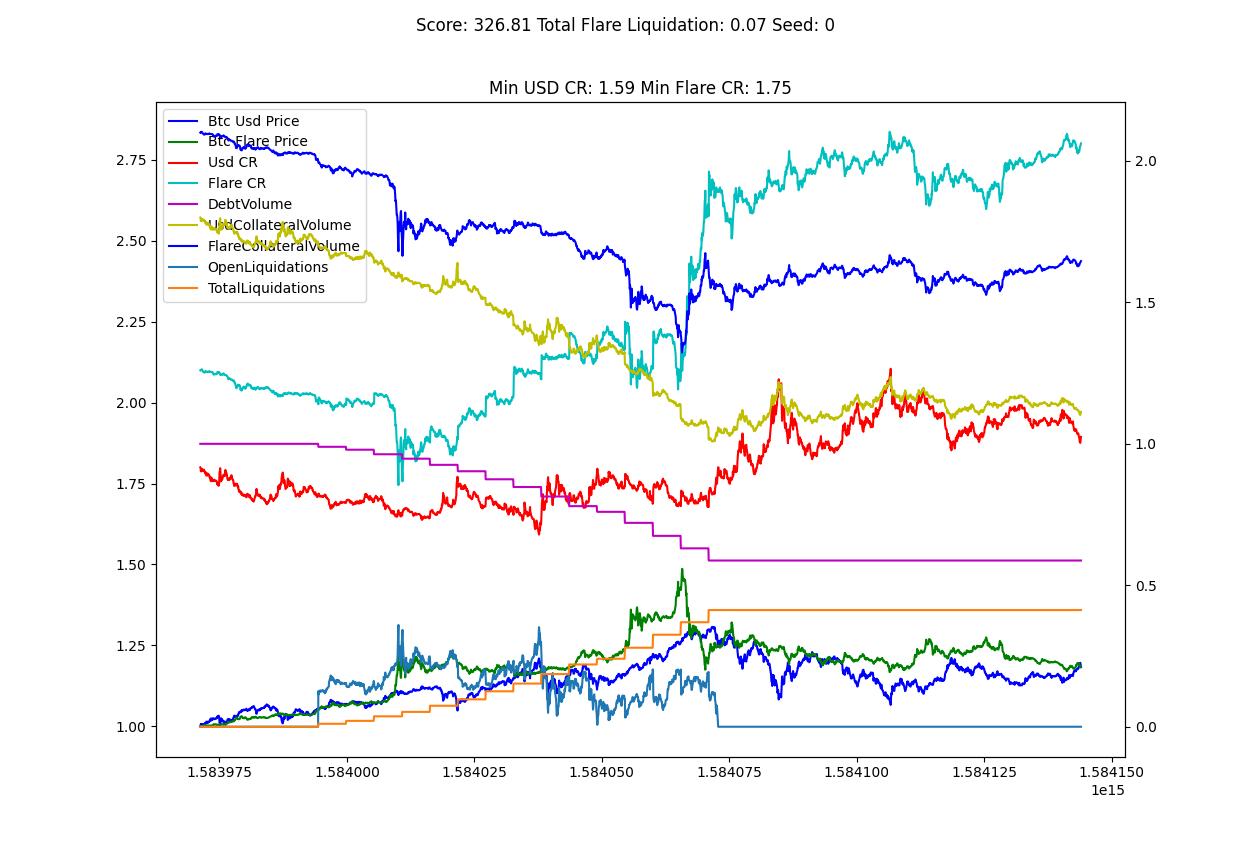 Score: 326.81 Total Flare Liquidation: 0.07 Seed: 0
Min USD CR: 1.59 Min Flare CR: 1.75
Btc Usd Price
Btc Flare Price
Usd CR
Flare CR
DebtVolume
UsdCollateralVolume
FlareCollateralVolume
OpenLiquidations
TotalLiquidations
2.75
2.50
2.25
2.00
1.75
1.50
1.25
1.00
2.0
1.5
1.0
0.5
0.0
1.583975
1.584000
1.584025
1.584050
1.584075
1.584100
1.584125
1.584150
1e15